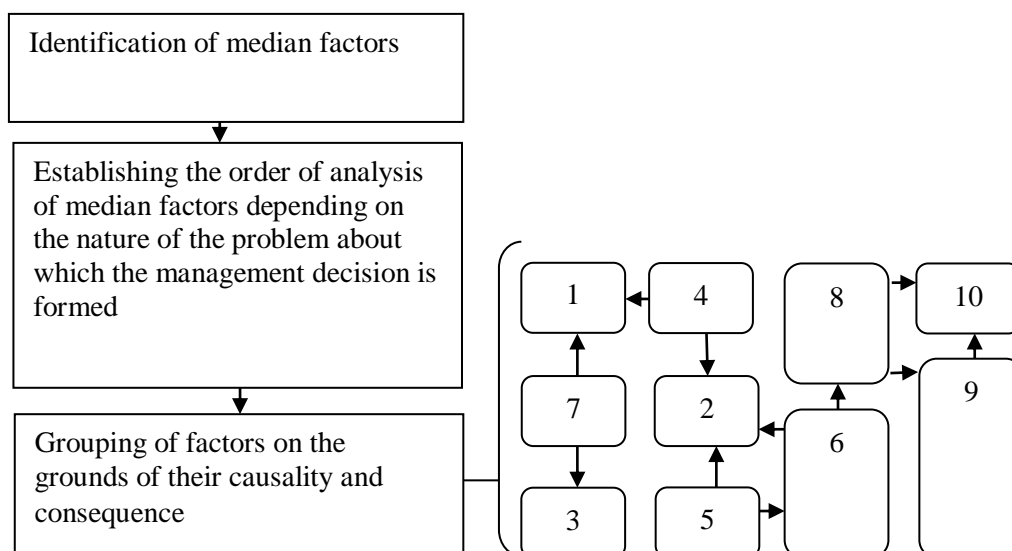 Identification of median factors
Establishing the order of analysis
of median factors depending on
the nature of the problem about
which the management decision is
formed
Grouping of factors on the
grounds of their causality and
consequence
1
4
8
10
7
2
9
6
3
5